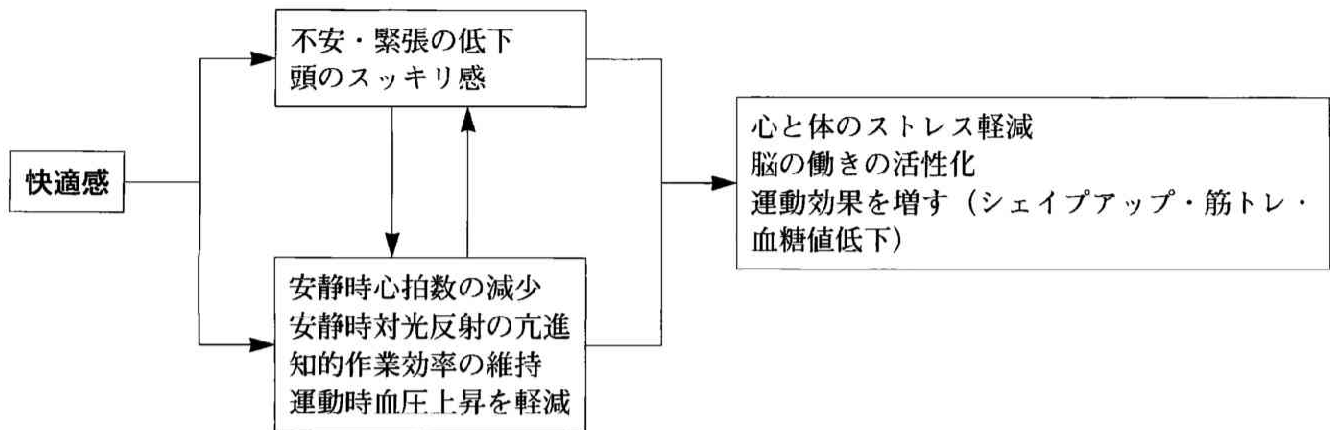 不安・緊張の低下
頭のスッキリ感
快適感
安静時心拍数の減少
安静時対光反射の亢進
知的作業効率の維持
運動時血圧上昇を軽減
心と体のストレス軽減
脳の働きの活性化
運動効果を増す（シェイプアップ・筋トレ・
血糖値低下）